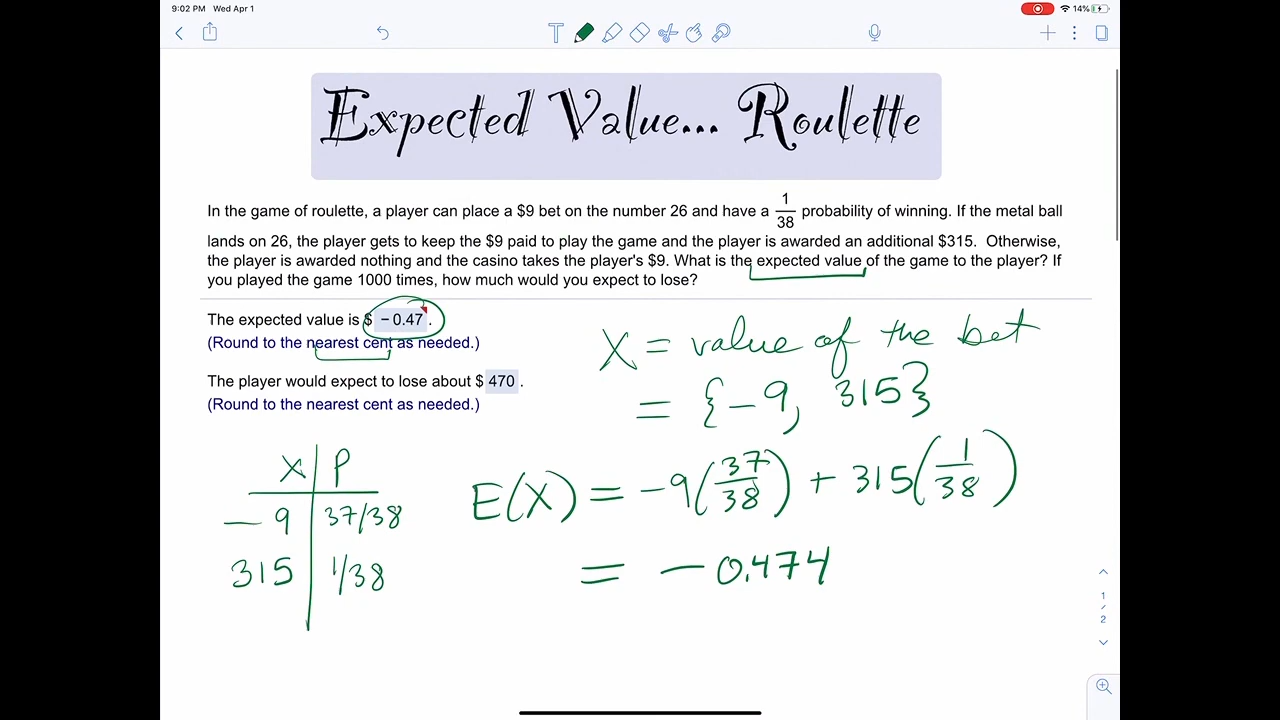 9:02 PM Wed Apr 1
14%
T
Expected Value... Roulette
In the game of roulette, a player can place a $9 bet on the number 26 and have a 1/38 probability of winning. If the metal ball
lands on 26, the player gets to keep the $9 paid to play the game and the player is awarded an additional $315. Otherwise,
the player is awarded nothing and the casino takes the player's $9. What is the expected value of the game to the player? If
you played the game 1000 times, how much would you expect to lose?
The expected value is $ −0.47.
(Round to the nearest cent as needed.)
The player would expect to lose about $ 470.
(Round to the nearest cent as needed.)
X = value of the bet
= {−9, 315}
X P
−9 37/38
315 1/38
E(X) = −9(37/38) + 315(1/38)
= −0.474
1
/
2